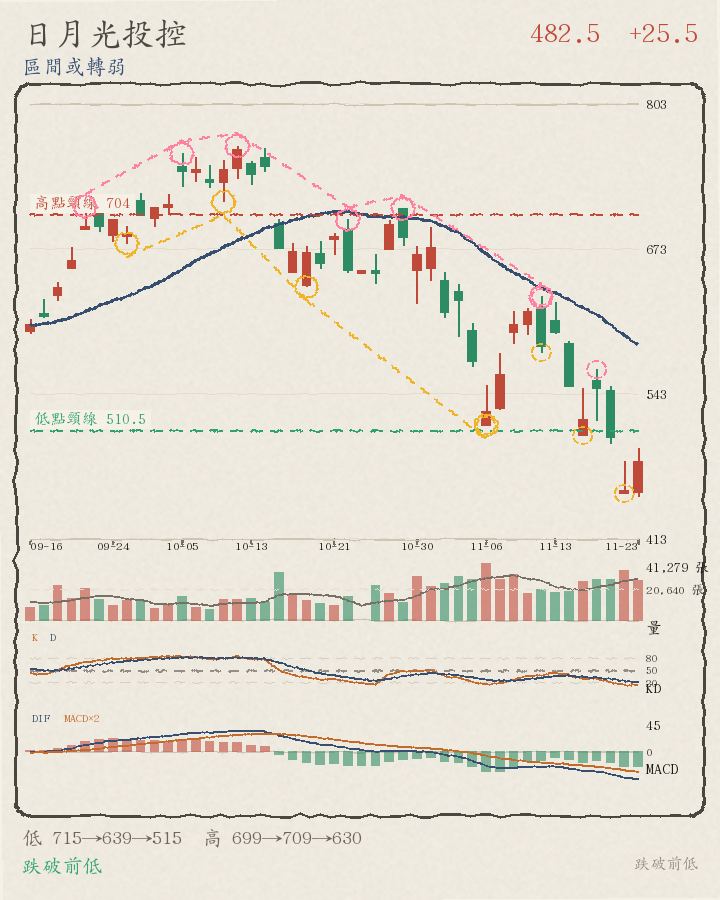 日月光投控
482.5 +25.5
區間或轉弱
803
高點頸線 704
673
543
低點頸線 510.5
413
09-16 09-24 10-05 10-13 10-21 10-30 11-06 11-13 11-23
41,279 張
20,640 張
量
K D
80
50
20
KD
DIF MACD×2
45
0
MACD
低 715→639→515 高 699→709→630
跌破前低
跌破前低